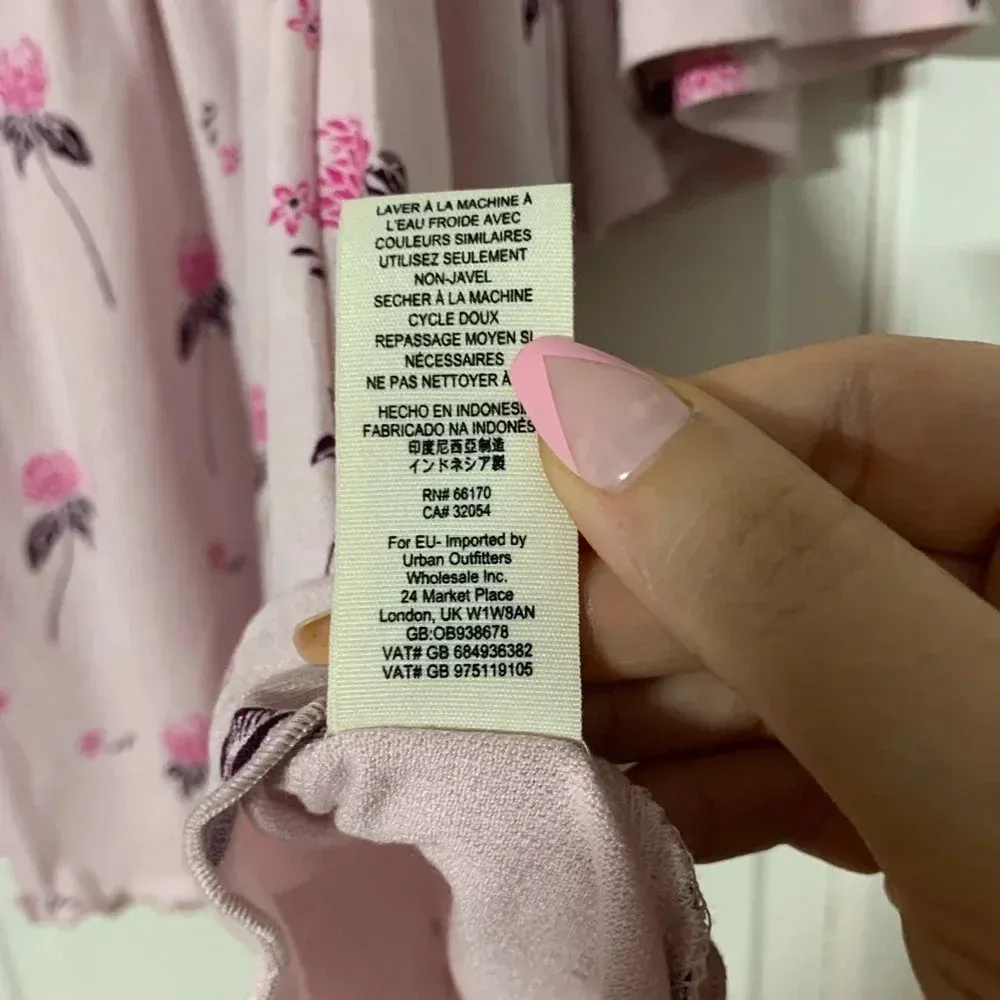 LAVER À LA MACHINE À
L'EAU FROIDE AVEC
COULEURS SIMILAIRES
UTILISEZ SEULEMENT
NON-JAVEL
SECHER À LA MACHINE
CYCLE DOUX
REPASSAGE MOYEN SI
NÉCESSAIRES
NE PAS NETTOYER À
HECHO EN
FABRICADO NA
印度尼西亞制造
インドネシア製
RN# 66170
CA# 32054
For EU- Imported by
Urban Outfitters
Wholesale Inc.
24 Market Place
London, UK W1W8AN
GB:OB938678
VAT# GB 684936382
VAT# GB 975119105